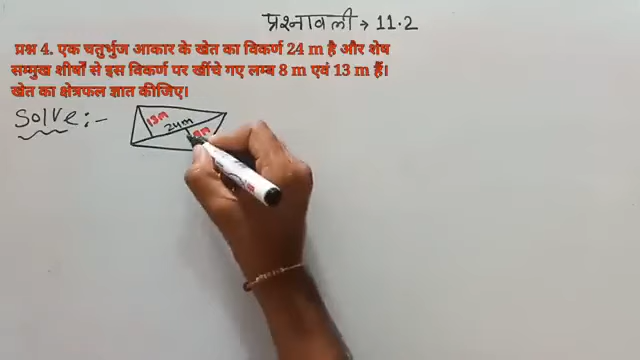 प्रश्नावली → 11.2
प्रश्न 4. एक चतुर्भुज आकार के खेत का विकर्ण 24 m है और शेष
सम्मुख शीर्षों से इस विकर्ण पर खींचे गए लम्ब 8 m एवं 13 m हैं।
खेत का क्षेत्रफल ज्ञात कीजिए।
Solve:-
13m
24m